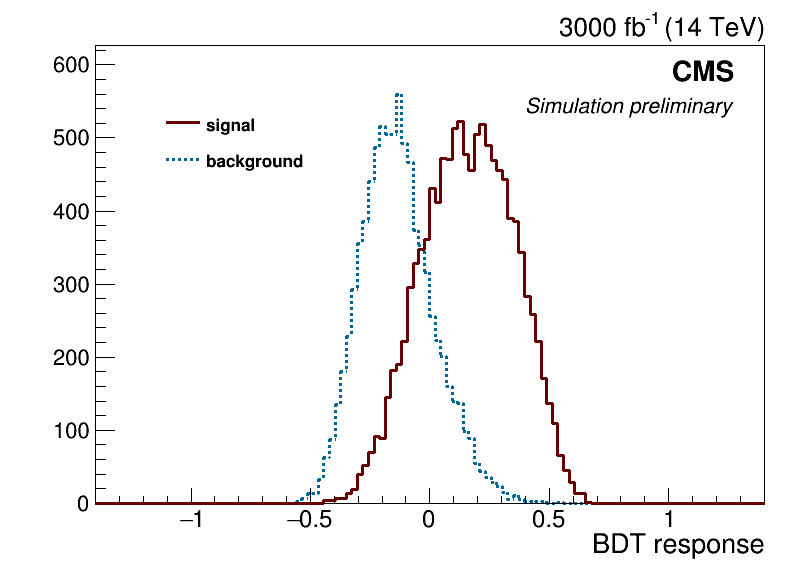 3000 fb⁻¹ (14 TeV)
CMS
Simulation preliminary
signal
background
600
500
400
300
200
100
0
−1 −0.5 0 0.5 1
BDT response